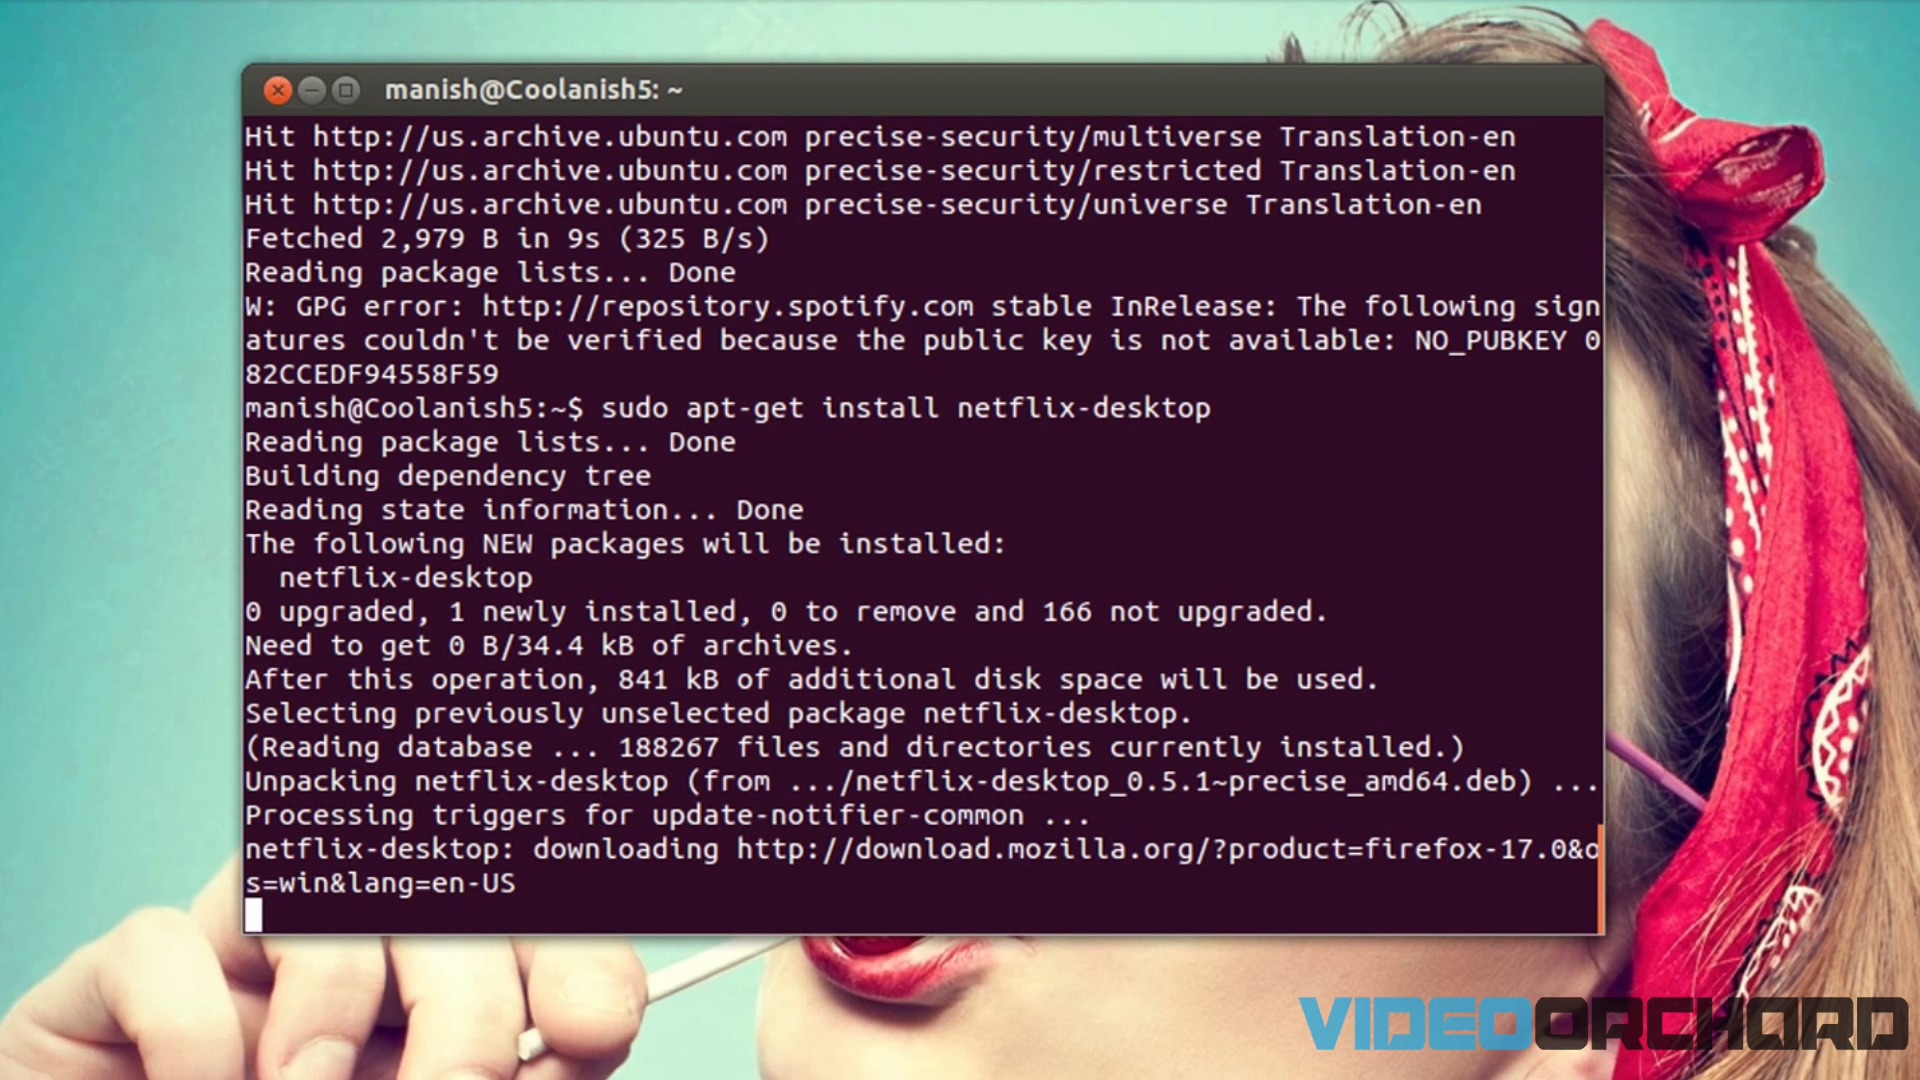 manish@Coolanish5: ~
Hit http://us.archive.ubuntu.com precise-security/multiverse Translation-en
Hit http://us.archive.ubuntu.com precise-security/restricted Translation-en
Hit http://us.archive.ubuntu.com precise-security/universe Translation-en
Fetched 2,979 B in 9s (325 B/s)
Reading package lists... Done
W: GPG error: http://repository.spotify.com stable InRelease: The following sign
atures couldn't be verified because the public key is not available: NO_PUBKEY 0
82CCEDF94558F59
manish@Coolanish5:~$ sudo apt-get install netflix-desktop
Reading package lists... Done
Building dependency tree
Reading state information... Done
The following NEW packages will be installed:
  netflix-desktop
0 upgraded, 1 newly installed, 0 to remove and 166 not upgraded.
Need to get 0 B/34.4 kB of archives.
After this operation, 841 kB of additional disk space will be used.
Selecting previously unselected package netflix-desktop.
(Reading database ... 188267 files and directories currently installed.)
Unpacking netflix-desktop (from .../netflix-desktop_0.5.1~precise_amd64.deb) ...
Processing triggers for update-notifier-common ...
netflix-desktop: downloading http://download.mozilla.org/?product=firefox-17.0&o
s=win&lang=en-US
VIDEOORCHARD